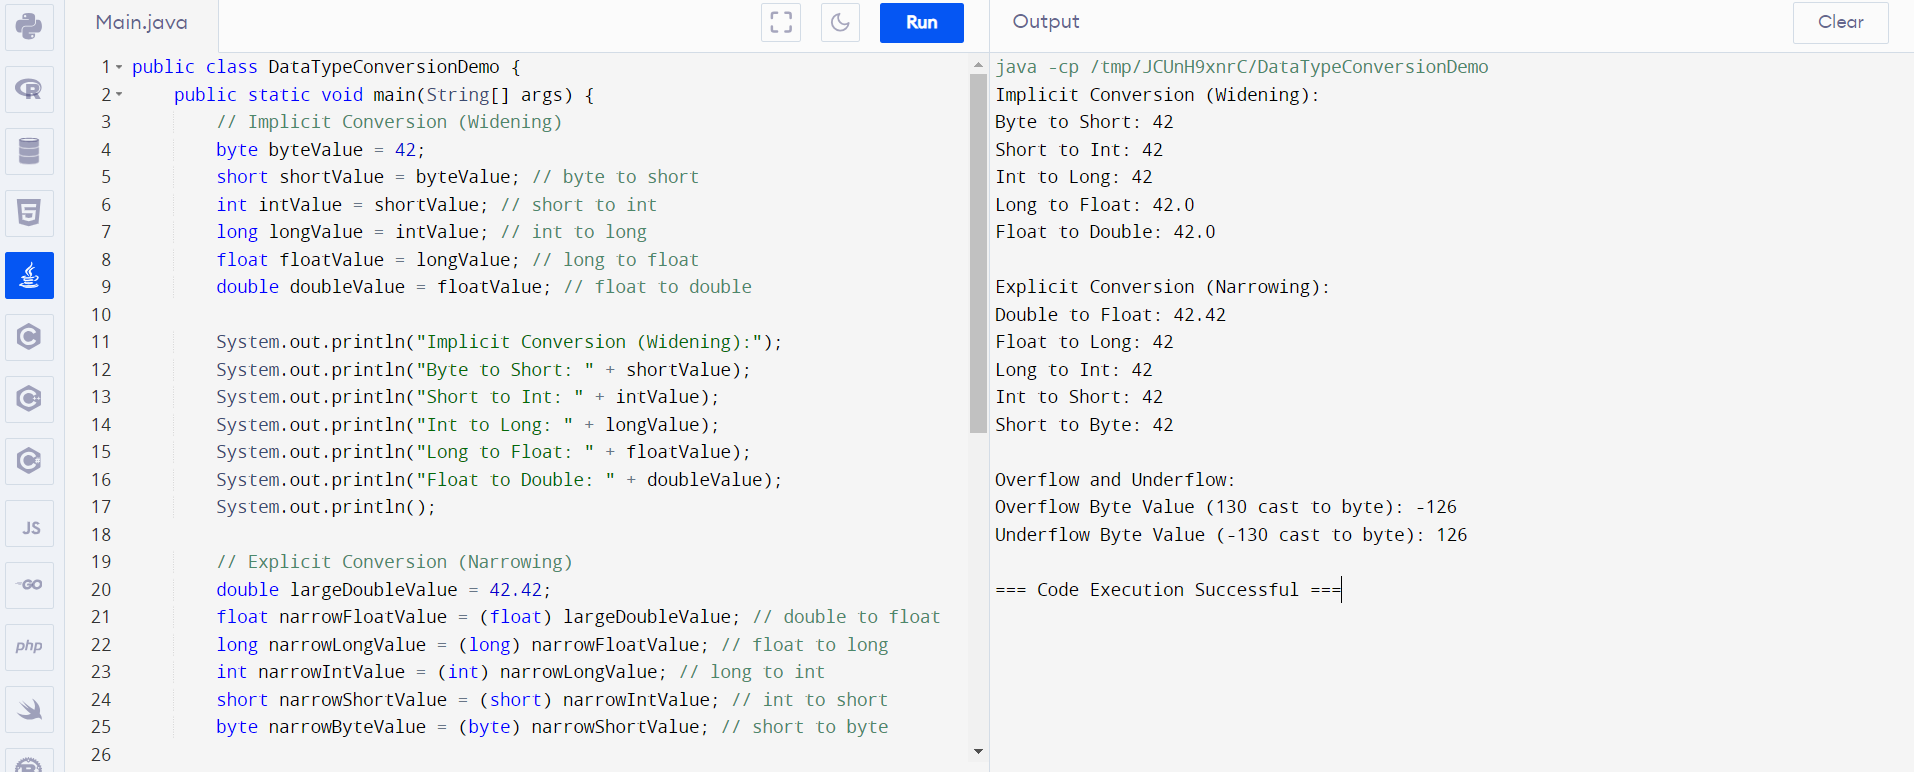 Main.java
Run
Output
Clear
1 public class DataTypeConversionDemo {
2     public static void main(String[] args) {
3         // Implicit Conversion (Widening)
4         byte byteValue = 42;
5         short shortValue = byteValue; // byte to short
6         int intValue = shortValue; // short to int
7         long longValue = intValue; // int to long
8         float floatValue = longValue; // long to float
9         double doubleValue = floatValue; // float to double
10
11         System.out.println("Implicit Conversion (Widening):");
12         System.out.println("Byte to Short: " + shortValue);
13         System.out.println("Short to Int: " + intValue);
14         System.out.println("Int to Long: " + longValue);
15         System.out.println("Long to Float: " + floatValue);
16         System.out.println("Float to Double: " + doubleValue);
17         System.out.println();
18
19         // Explicit Conversion (Narrowing)
20         double largeDoubleValue = 42.42;
21         float narrowFloatValue = (float) largeDoubleValue; // double to float
22         long narrowLongValue = (long) narrowFloatValue; // float to long
23         int narrowIntValue = (int) narrowLongValue; // long to int
24         short narrowShortValue = (short) narrowIntValue; // int to short
25         byte narrowByteValue = (byte) narrowShortValue; // short to byte
26
java -cp /tmp/JCUnH9xnrC/DataTypeConversionDemo
Implicit Conversion (Widening):
Byte to Short: 42
Short to Int: 42
Int to Long: 42
Long to Float: 42.0
Float to Double: 42.0
Explicit Conversion (Narrowing):
Double to Float: 42.42
Float to Long: 42
Long to Int: 42
Int to Short: 42
Short to Byte: 42
Overflow and Underflow:
Overflow Byte Value (130 cast to byte): -126
Underflow Byte Value (-130 cast to byte): 126
=== Code Execution Successful ===
R
5
C
C
C
JS
GO
php
R